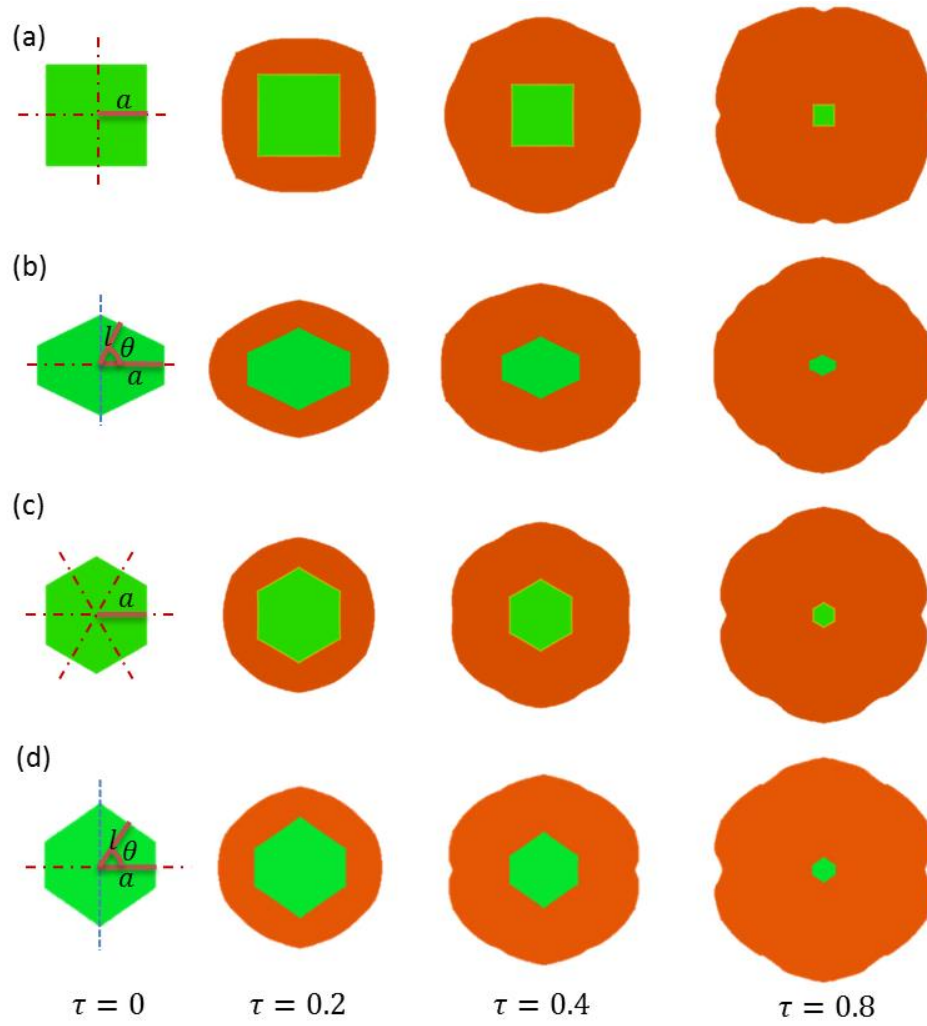 (a)
a
(b)
l θ
a
(c)
a
(d)
l θ
a
τ = 0 τ = 0.2 τ = 0.4 τ = 0.8